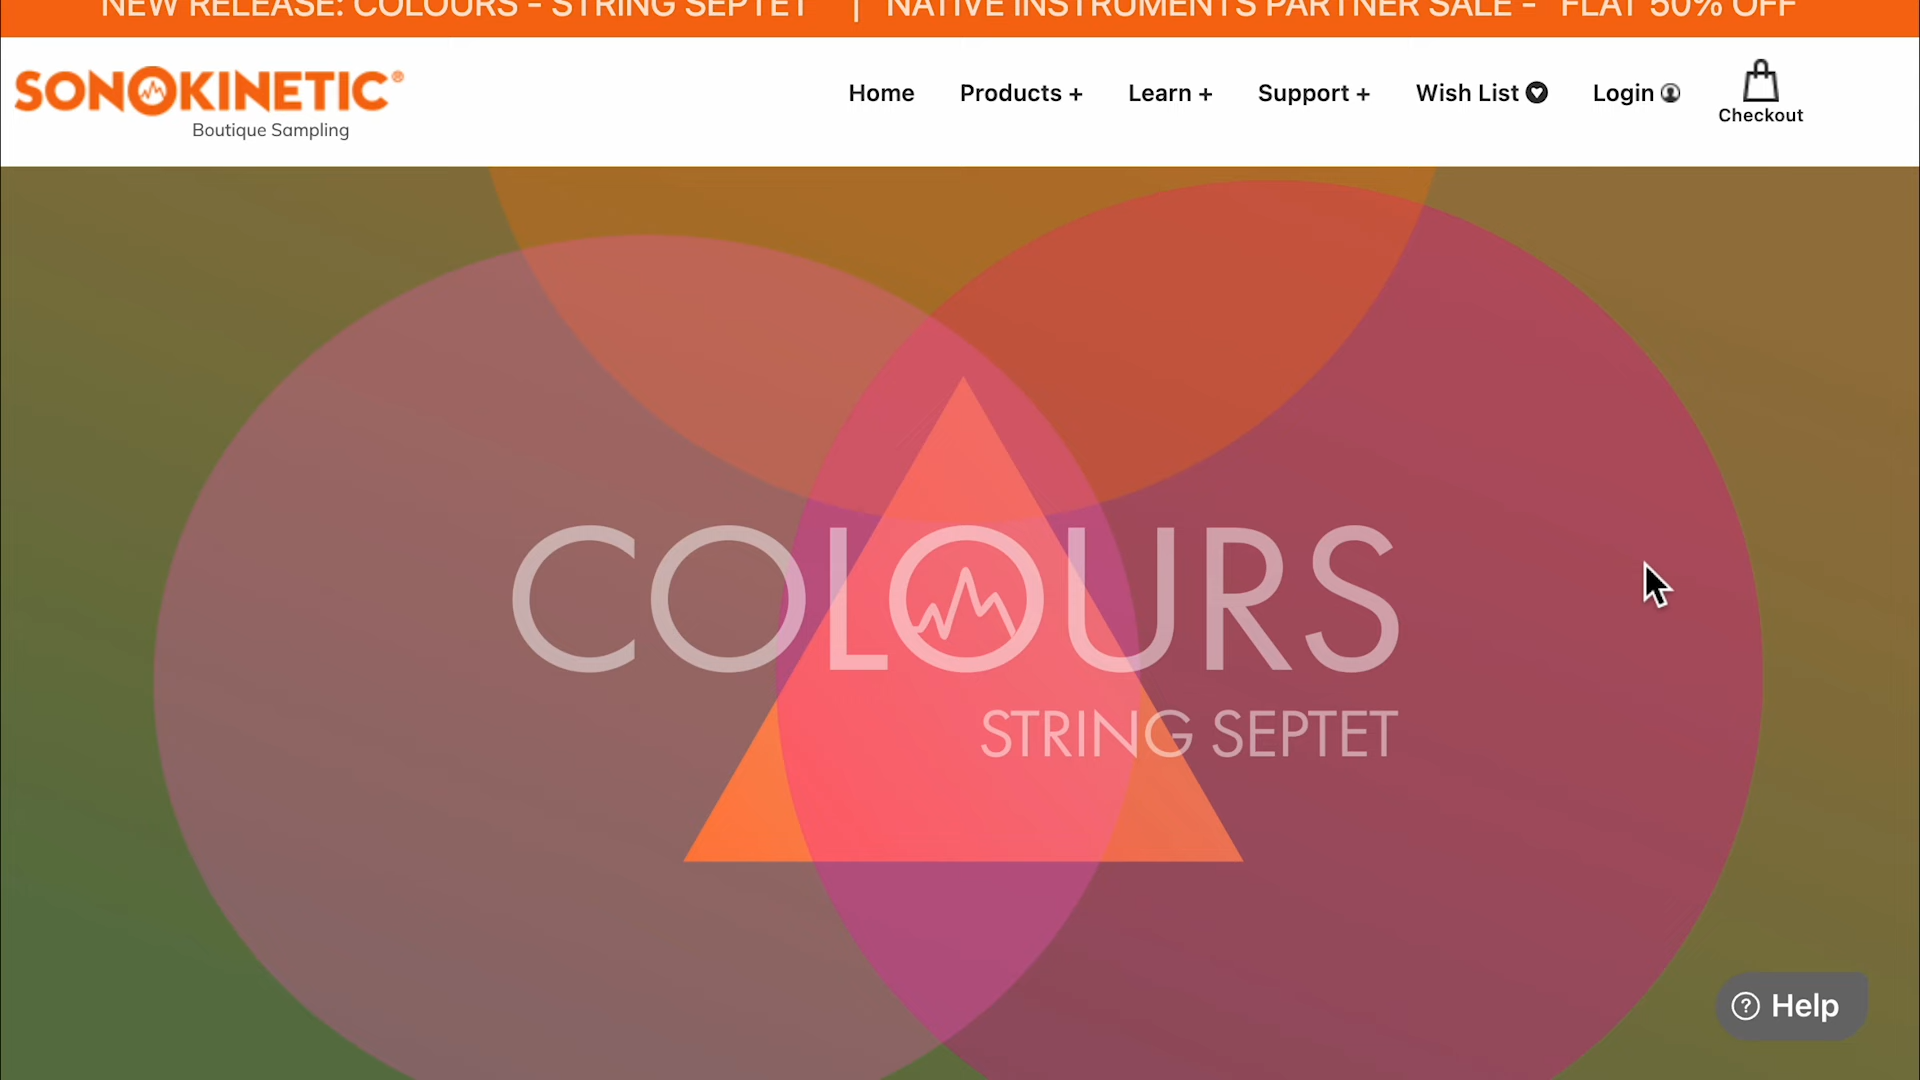 NEW RELEASE: COLOURS - STRING SEPTET | NATIVE INSTRUMENTS PARTNER SALE - FLAT 50% OFF
SONOKINETIC®
Boutique Sampling
Home Products + Learn + Support + Wish List Login
Checkout
COLOURS
STRING SEPTET
? Help